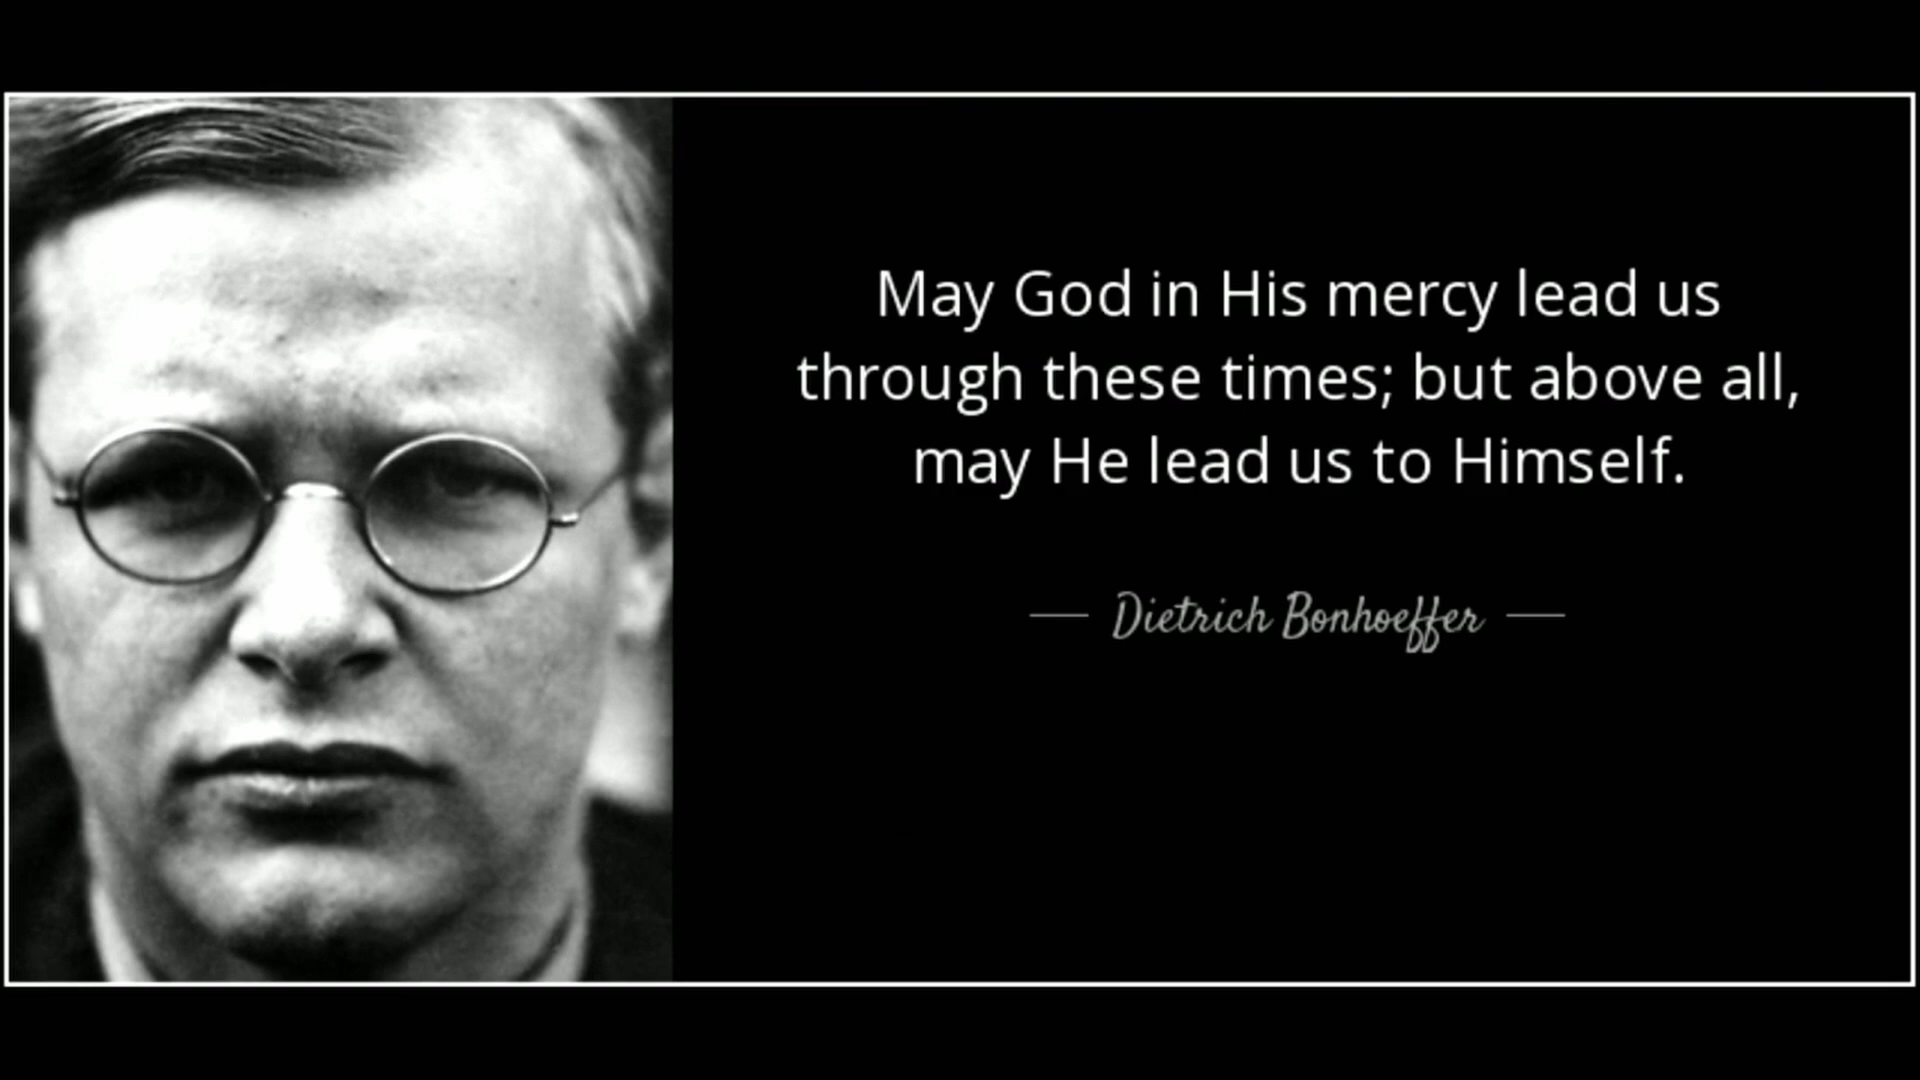 May God in His mercy lead us
through these times; but above all,
may He lead us to Himself.
— Dietrich Bonhoeffer —